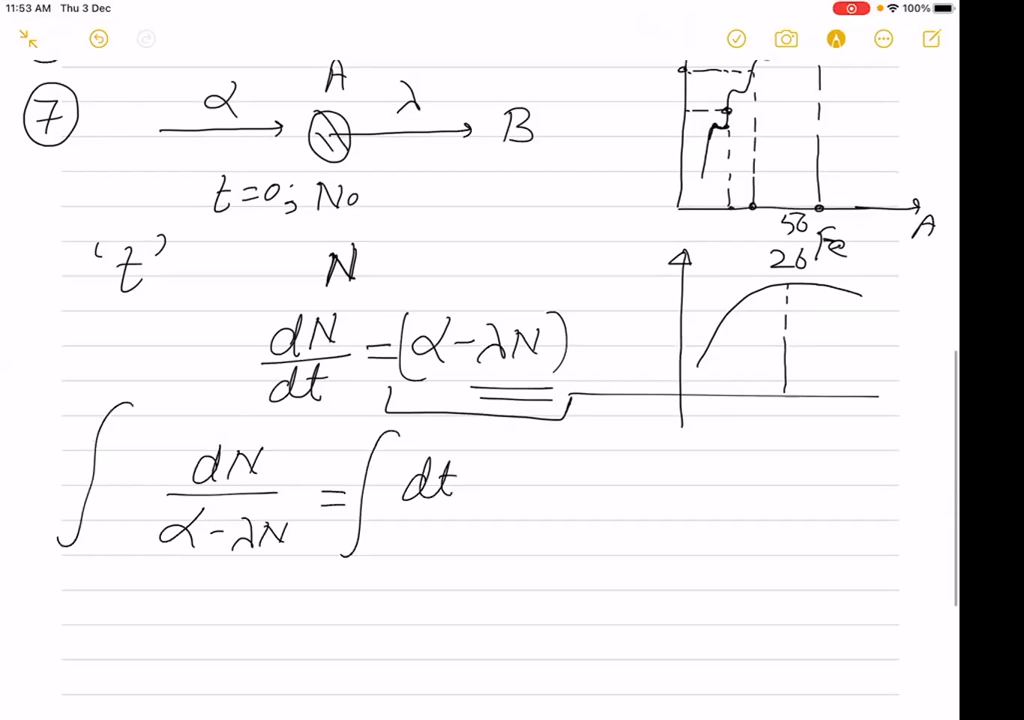 11:53 AM Thu 3 Dec
100%
A
7 α λ B
t=0; N₀
't' N
dN/dt = (α - λN)
∫ dN/(α - λN) = ∫ dt
A
56
26 Fe